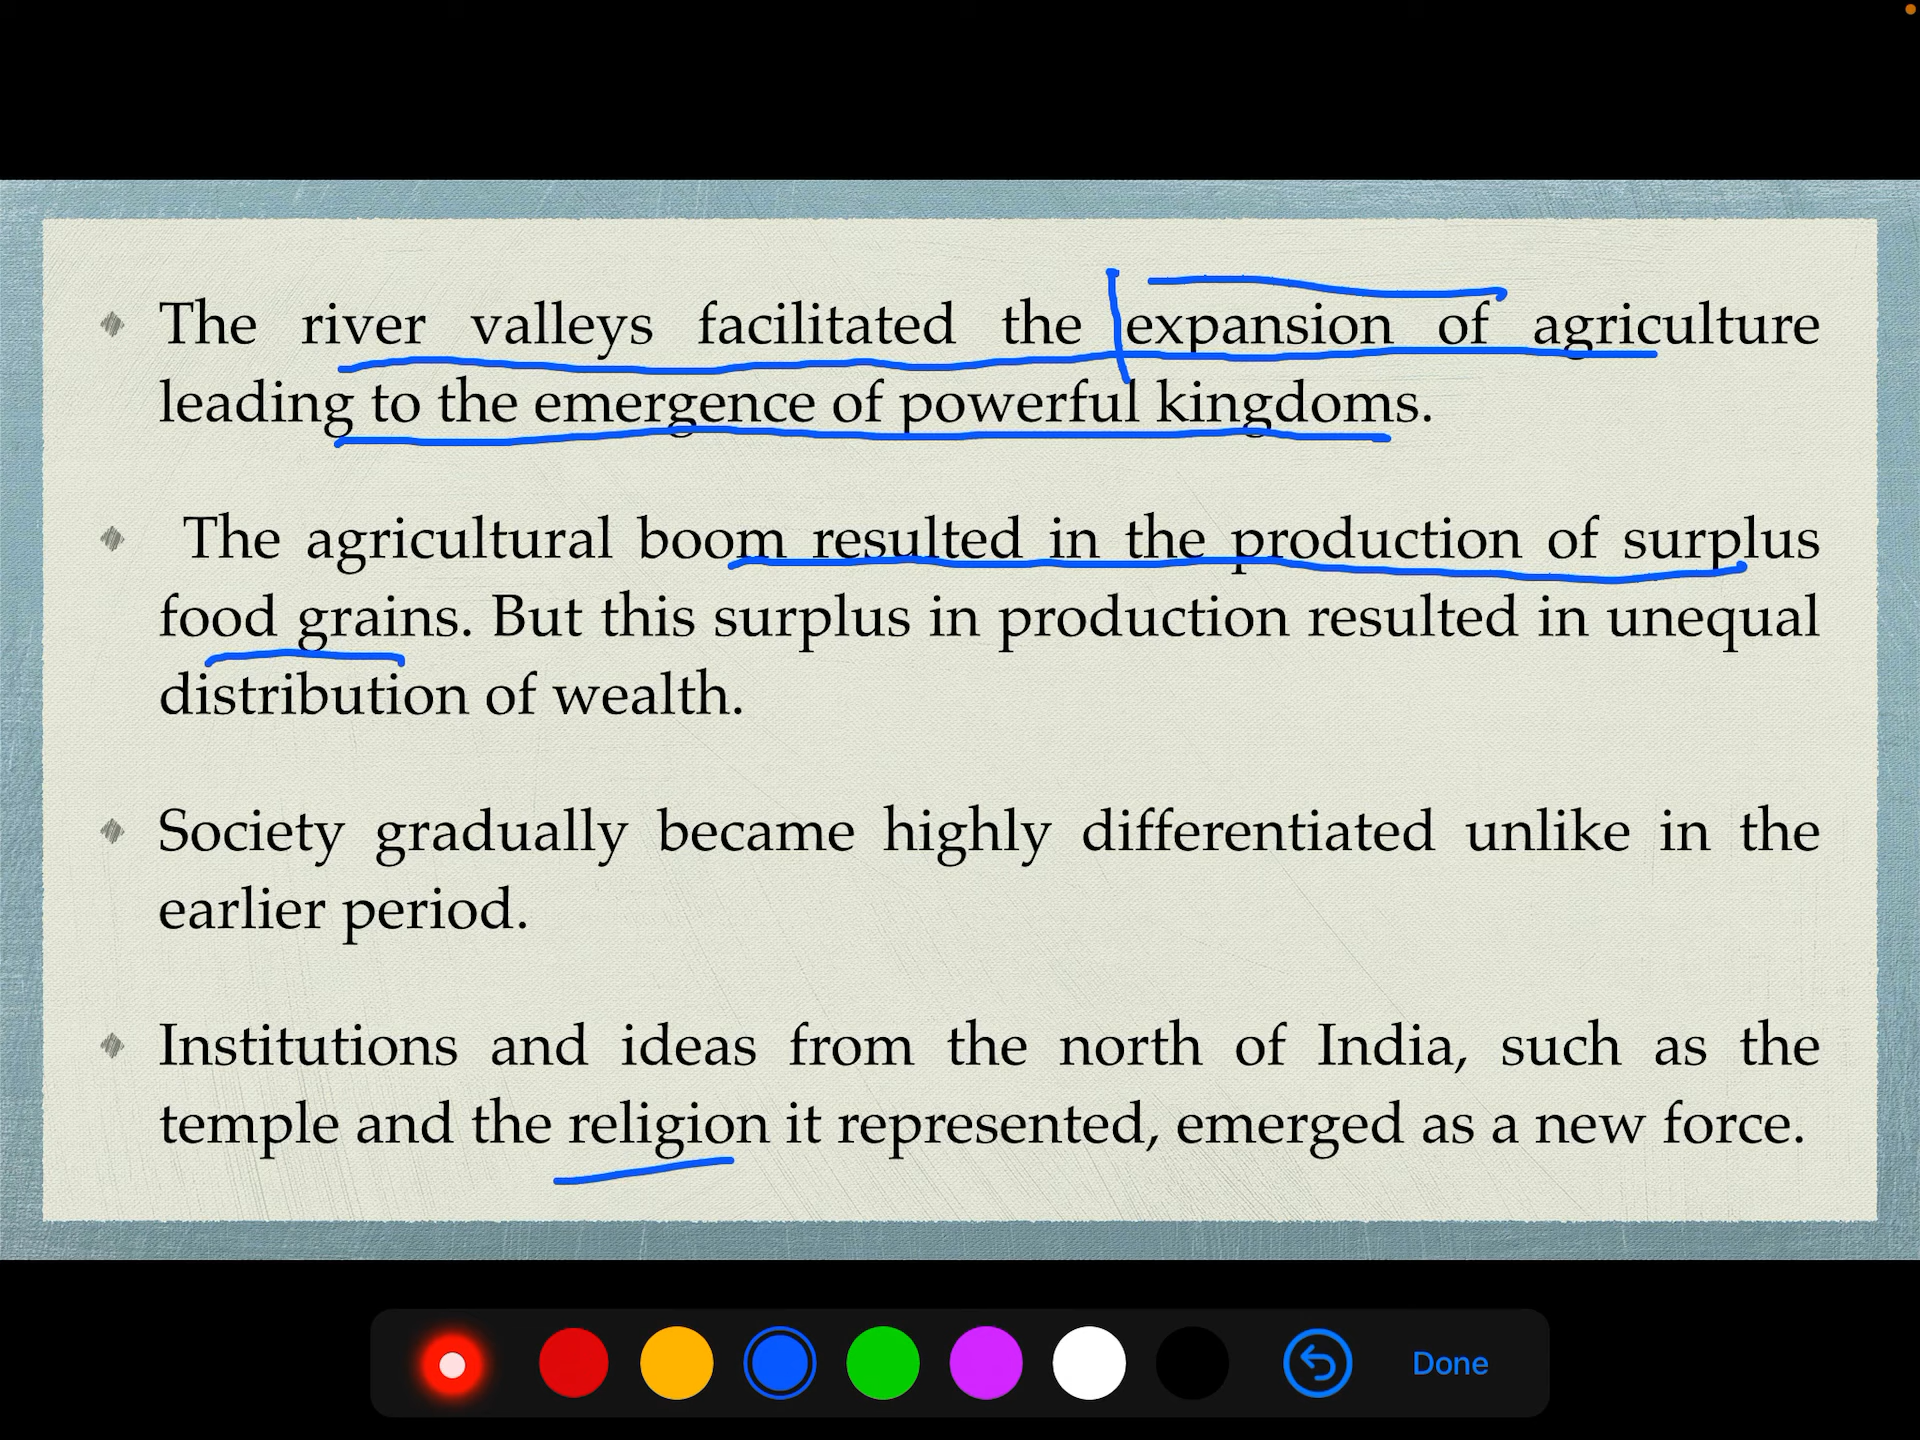 The river valleys facilitated the expansion of agriculture
leading to the emergence of powerful kingdoms.
The agricultural boom resulted in the production of surplus
food grains. But this surplus in production resulted in unequal
distribution of wealth.
Society gradually became highly differentiated unlike in the
earlier period.
Institutions and ideas from the north of India, such as the
temple and the religion it represented, emerged as a new force.
Done